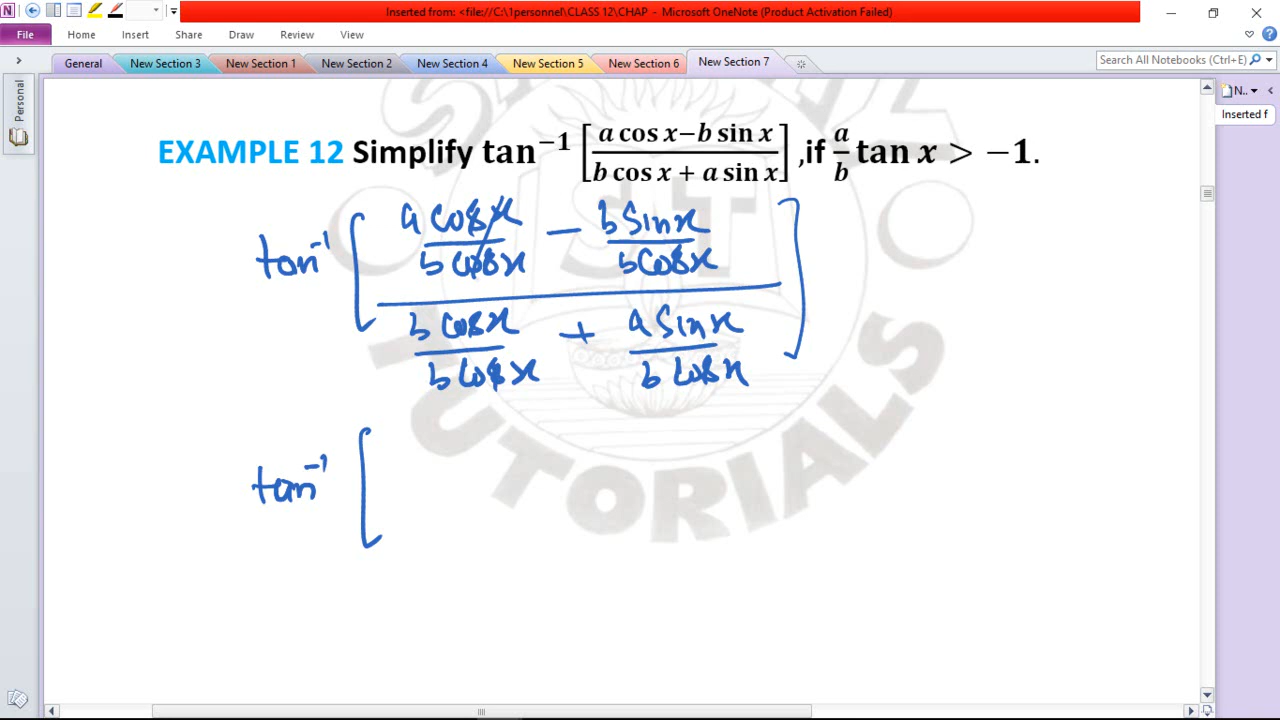 Inserted from: <file://C:\1personnel\CLASS 12\CHAP - Microsoft OneNote (Product Activation Failed)
File Home Insert Share Draw Review View
General New Section 3 New Section 1 New Section 2 New Section 4 New Section 5 New Section 6 New Section 7 Search All Notebooks (Ctrl+E)
Personal
N..
Inserted f
EXAMPLE 12 Simplify tan⁻¹ [(a cos x−b sin x)/(b cos x + a sin x)] ,if a/b tan x > −1.
tan⁻¹ [ (a cos x / b cos x − b sin x / b cos x) / (b cos x / b cos x + a sin x / b cos x) ]
tan⁻¹ [
ST
TUTORIALS